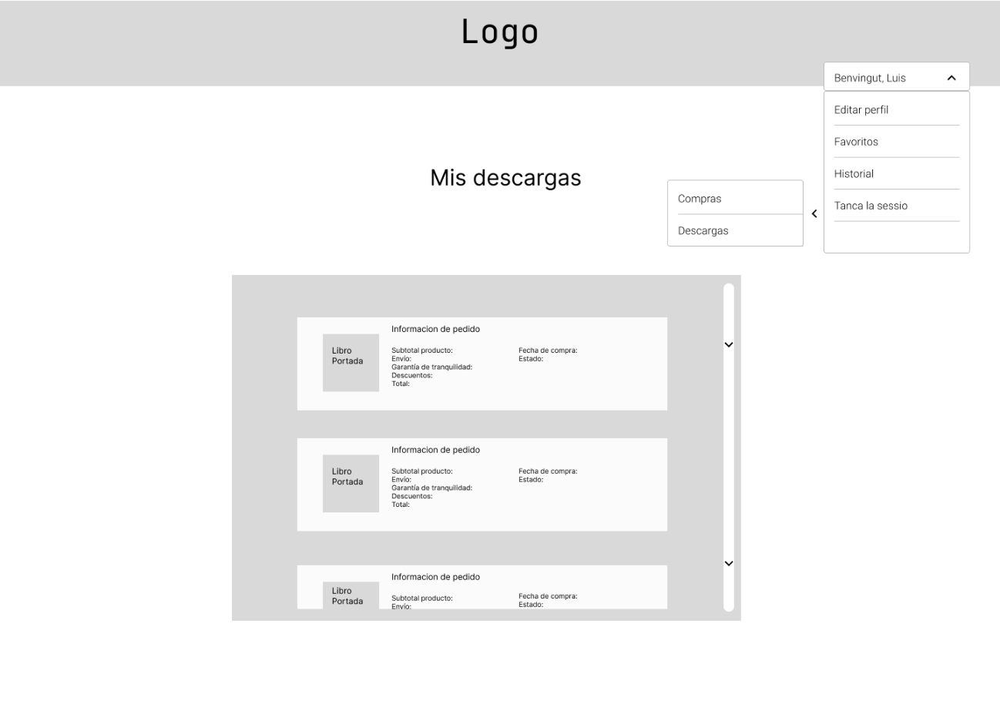 Logo
Benvingut, Luis
Editar perfil
Favoritos
Historial
Tanca la sessio
Mis descargas
Compras
Descargas
Libro
Portada
Informacion de pedido
Subtotal producto:
Envío:
Garantía de tranquilidad:
Descuentos:
Total:
Fecha de compra:
Estado:
Libro
Portada
Informacion de pedido
Subtotal producto:
Envío:
Garantía de tranquilidad:
Descuentos:
Total:
Fecha de compra:
Estado:
Libro
Portada
Informacion de pedido
Subtotal producto:
Envío:
Fecha de compra:
Estado: